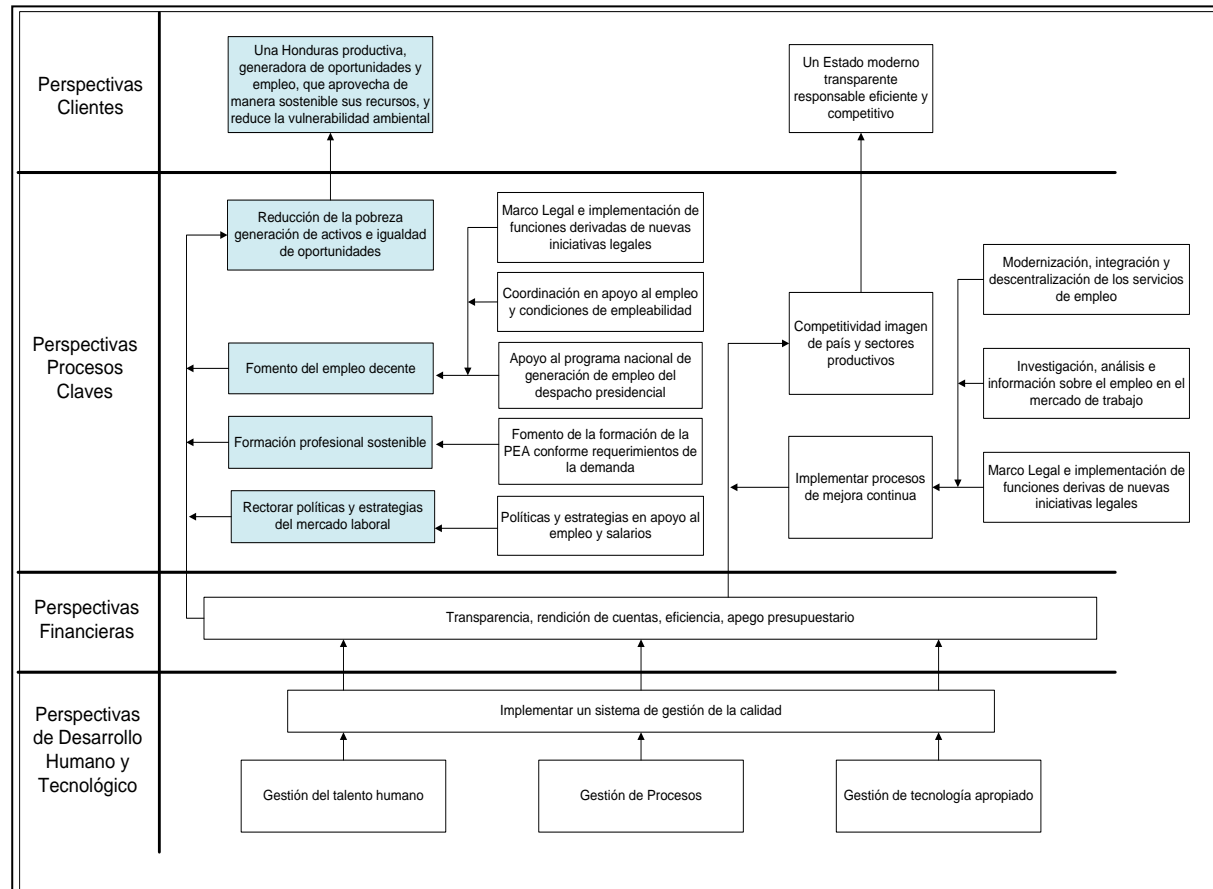 Perspectivas
Clientes
Una Honduras productiva,
generadora de oportunidades y
empleo, que aprovecha de
manera sostenible sus recursos, y
reduce la vulnerabilidad ambiental
Un Estado moderno
transparente
responsable eficiente y
competitivo
Perspectivas
Procesos
Claves
Reducción de la pobreza
generación de activos e igualdad
de oportunidades
Marco Legal e implementación de
funciones derivadas de nuevas
iniciativas legales
Coordinación en apoyo al empleo
y condiciones de empleabilidad
Fomento del empleo decente
Apoyo al programa nacional de
generación de empleo del
despacho presidencial
Formación profesional sostenible
Fomento de la formación de la
PEA conforme requerimientos de
la demanda
Rectorar políticas y estrategias
del mercado laboral
Políticas y estrategias en apoyo al
empleo y salarios
Competitividad imagen
de país y sectores
productivos
Implementar procesos
de mejora continua
Modernización, integración y
descentralización de los servicios
de empleo
Investigación, análisis e
información sobre el empleo en el
mercado de trabajo
Marco Legal e implementación de
funciones derivas de nuevas
iniciativas legales
Perspectivas
Financieras
Transparencia, rendición de cuentas, eficiencia, apego presupuestario
Perspectivas
de Desarrollo
Humano y
Tecnológico
Implementar un sistema de gestión de la calidad
Gestión del talento humano
Gestión de Procesos
Gestión de tecnología apropiado